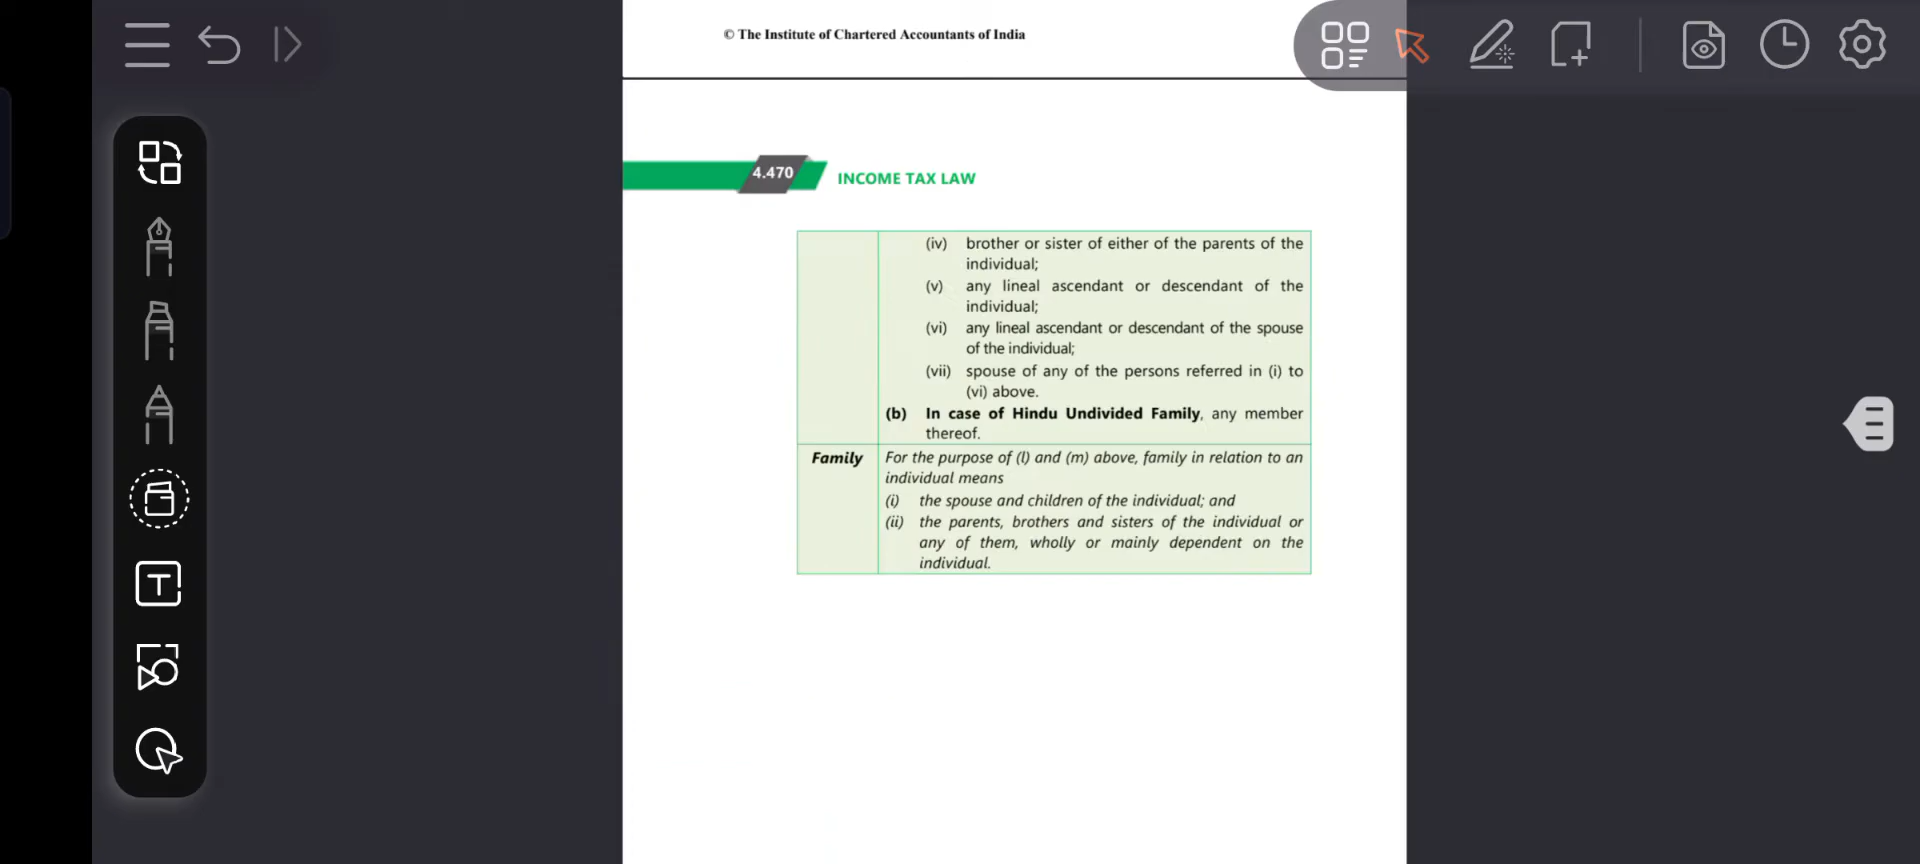 © The Institute of Chartered Accountants of India
4.470 INCOME TAX LAW
(iv) brother or sister of either of the parents of the
individual;
(v) any lineal ascendant or descendant of the
individual;
(vi) any lineal ascendant or descendant of the spouse
of the individual;
(vii) spouse of any of the persons referred in (i) to
(vi) above.
(b) In case of Hindu Undivided Family, any member
thereof.
Family For the purpose of (l) and (m) above, family in relation to an
individual means
(i) the spouse and children of the individual; and
(ii) the parents, brothers and sisters of the individual or
any of them, wholly or mainly dependent on the
individual.
T